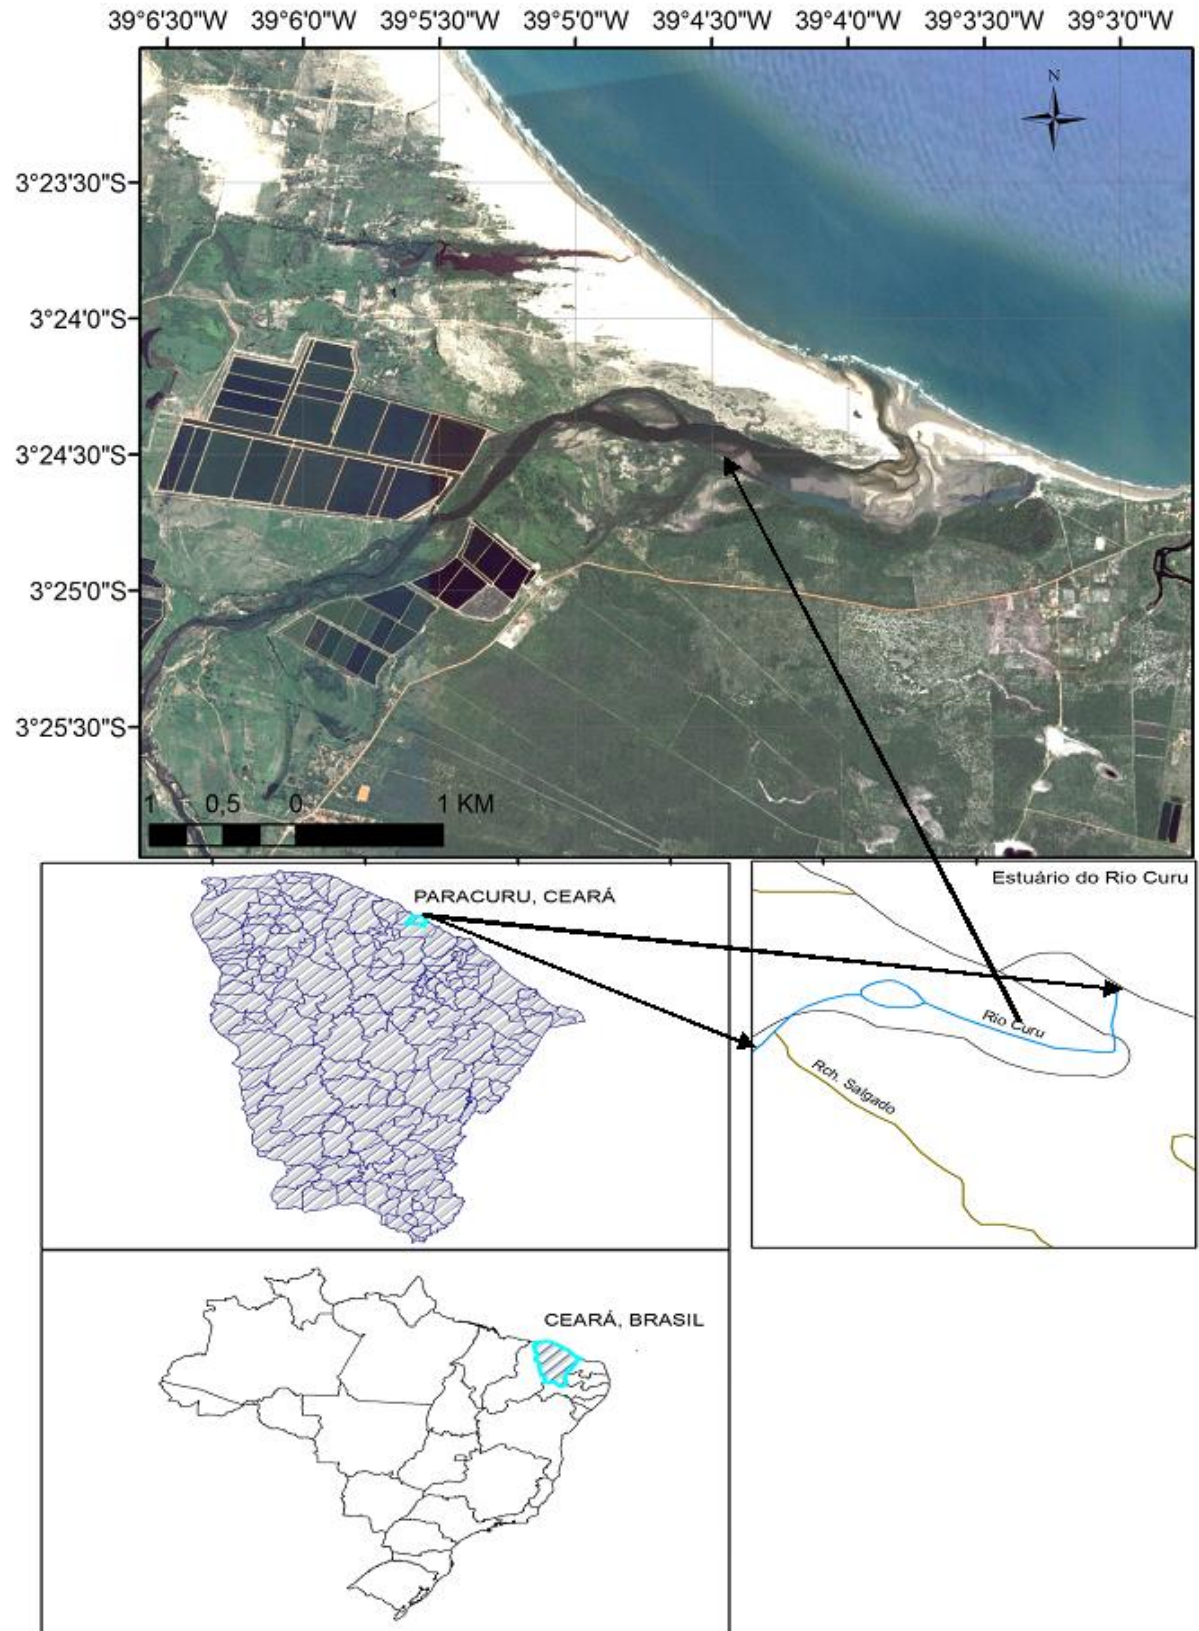 39°6'30"W 39°6'0"W 39°5'30"W 39°5'0"W 39°4'30"W 39°4'0"W 39°3'30"W 39°3'0"W
N
3°23'30"S
3°24'0"S
3°24'30"S
3°25'0"S
3°25'30"S
1 0,5 0 1 KM
PARACURU, CEARÁ
Estuário do Rio Curu
Rio Curu
Rch. Salgado
CEARÁ, BRASIL